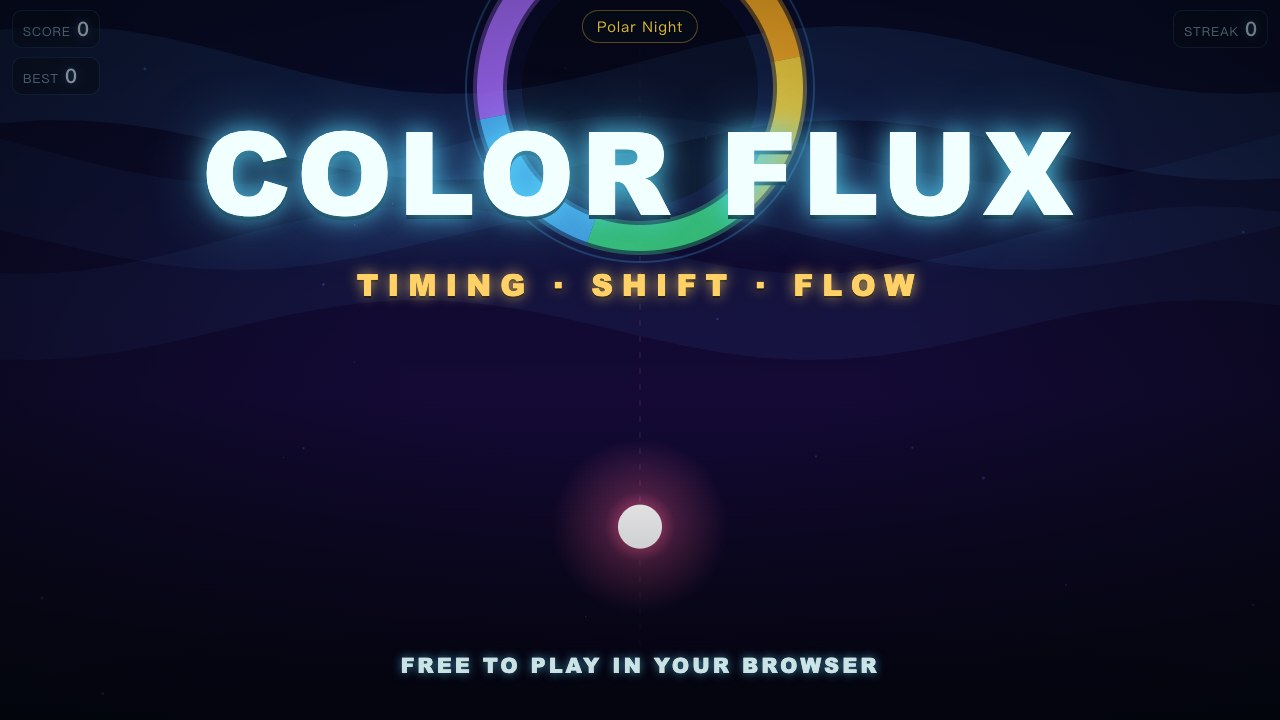 SCORE 0
Polar Night
STREAK 0
BEST 0
COLOR FLUX
TIMING · SHIFT · FLOW
FREE TO PLAY IN YOUR BROWSER